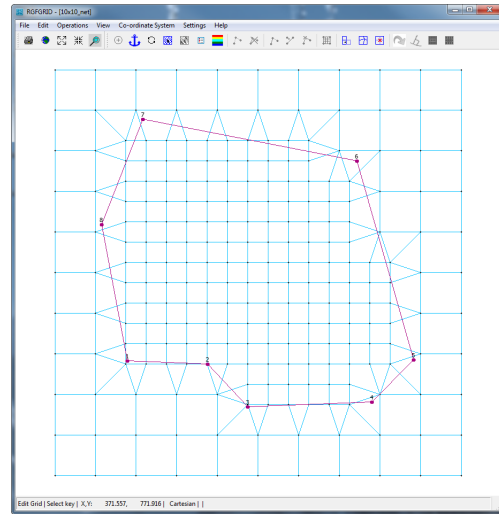 RGFGRID - [10x10_net]
File Edit Operations View Co-ordinate System Settings Help
7
6
8
1
2
5
3
4
Edit Grid | Select key | X,Y: 371.557, 771.916 | Cartesian | |